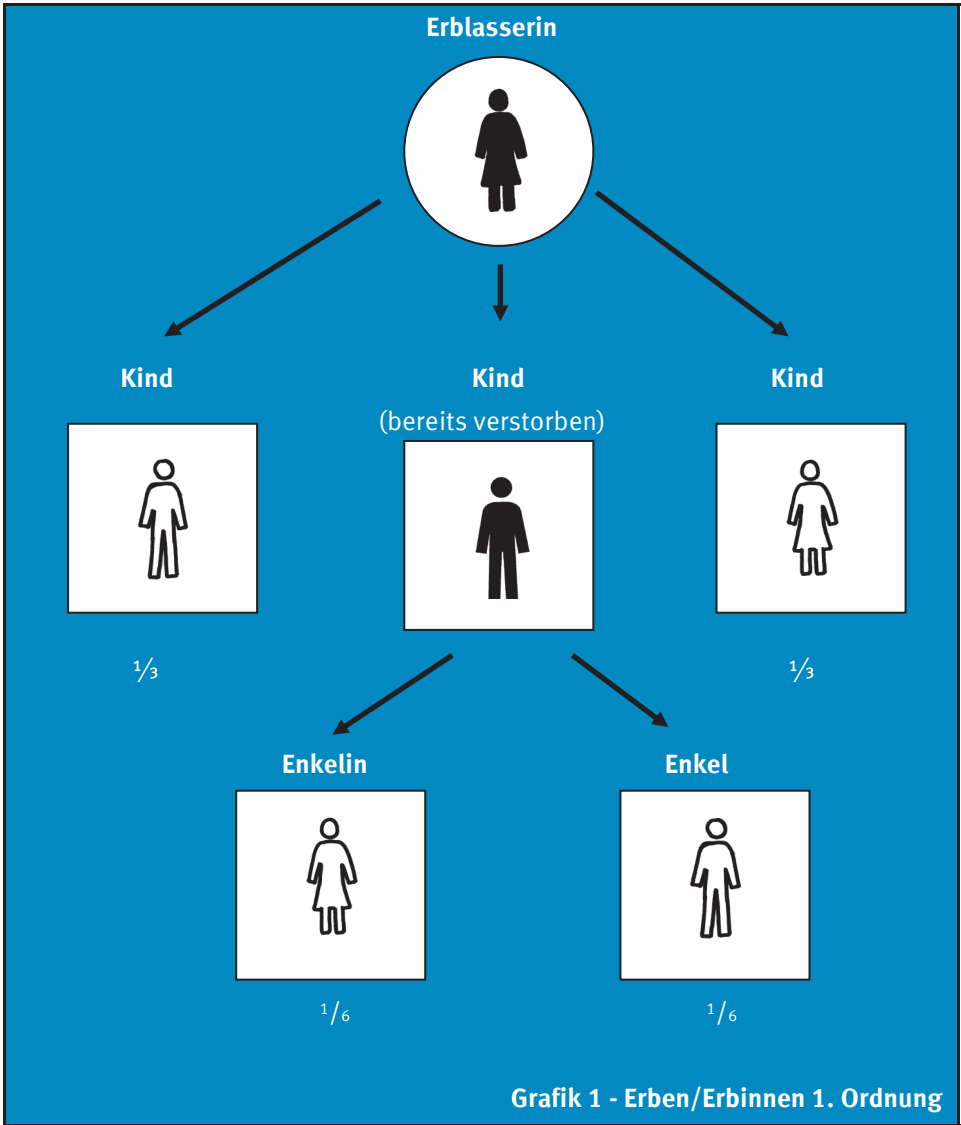 Erblasserin
Kind
Kind
Kind
(bereits verstorben)
⅓
⅓
Enkelin
Enkel
1/6
1/6
Grafik 1 - Erben/Erbinnen 1. Ordnung